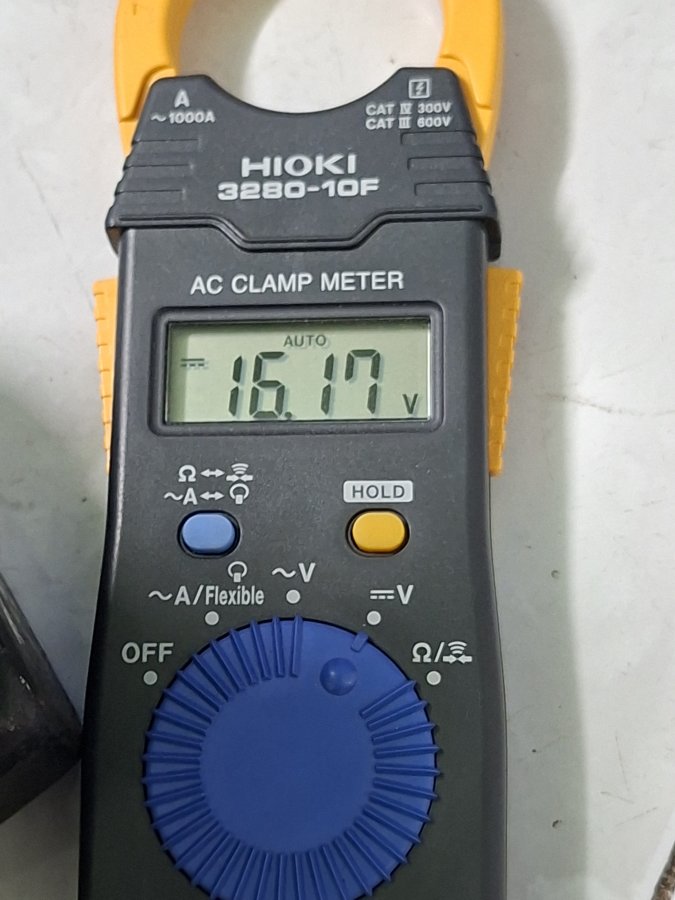 A
~1000A
CAT IV 300V
CAT III 600V
HIOKI
3280-10F
AC CLAMP METER
AUTO
16.17 V
Ω↔
~A↔
HOLD
~A/Flexible
~V
⎓V
OFF
Ω/